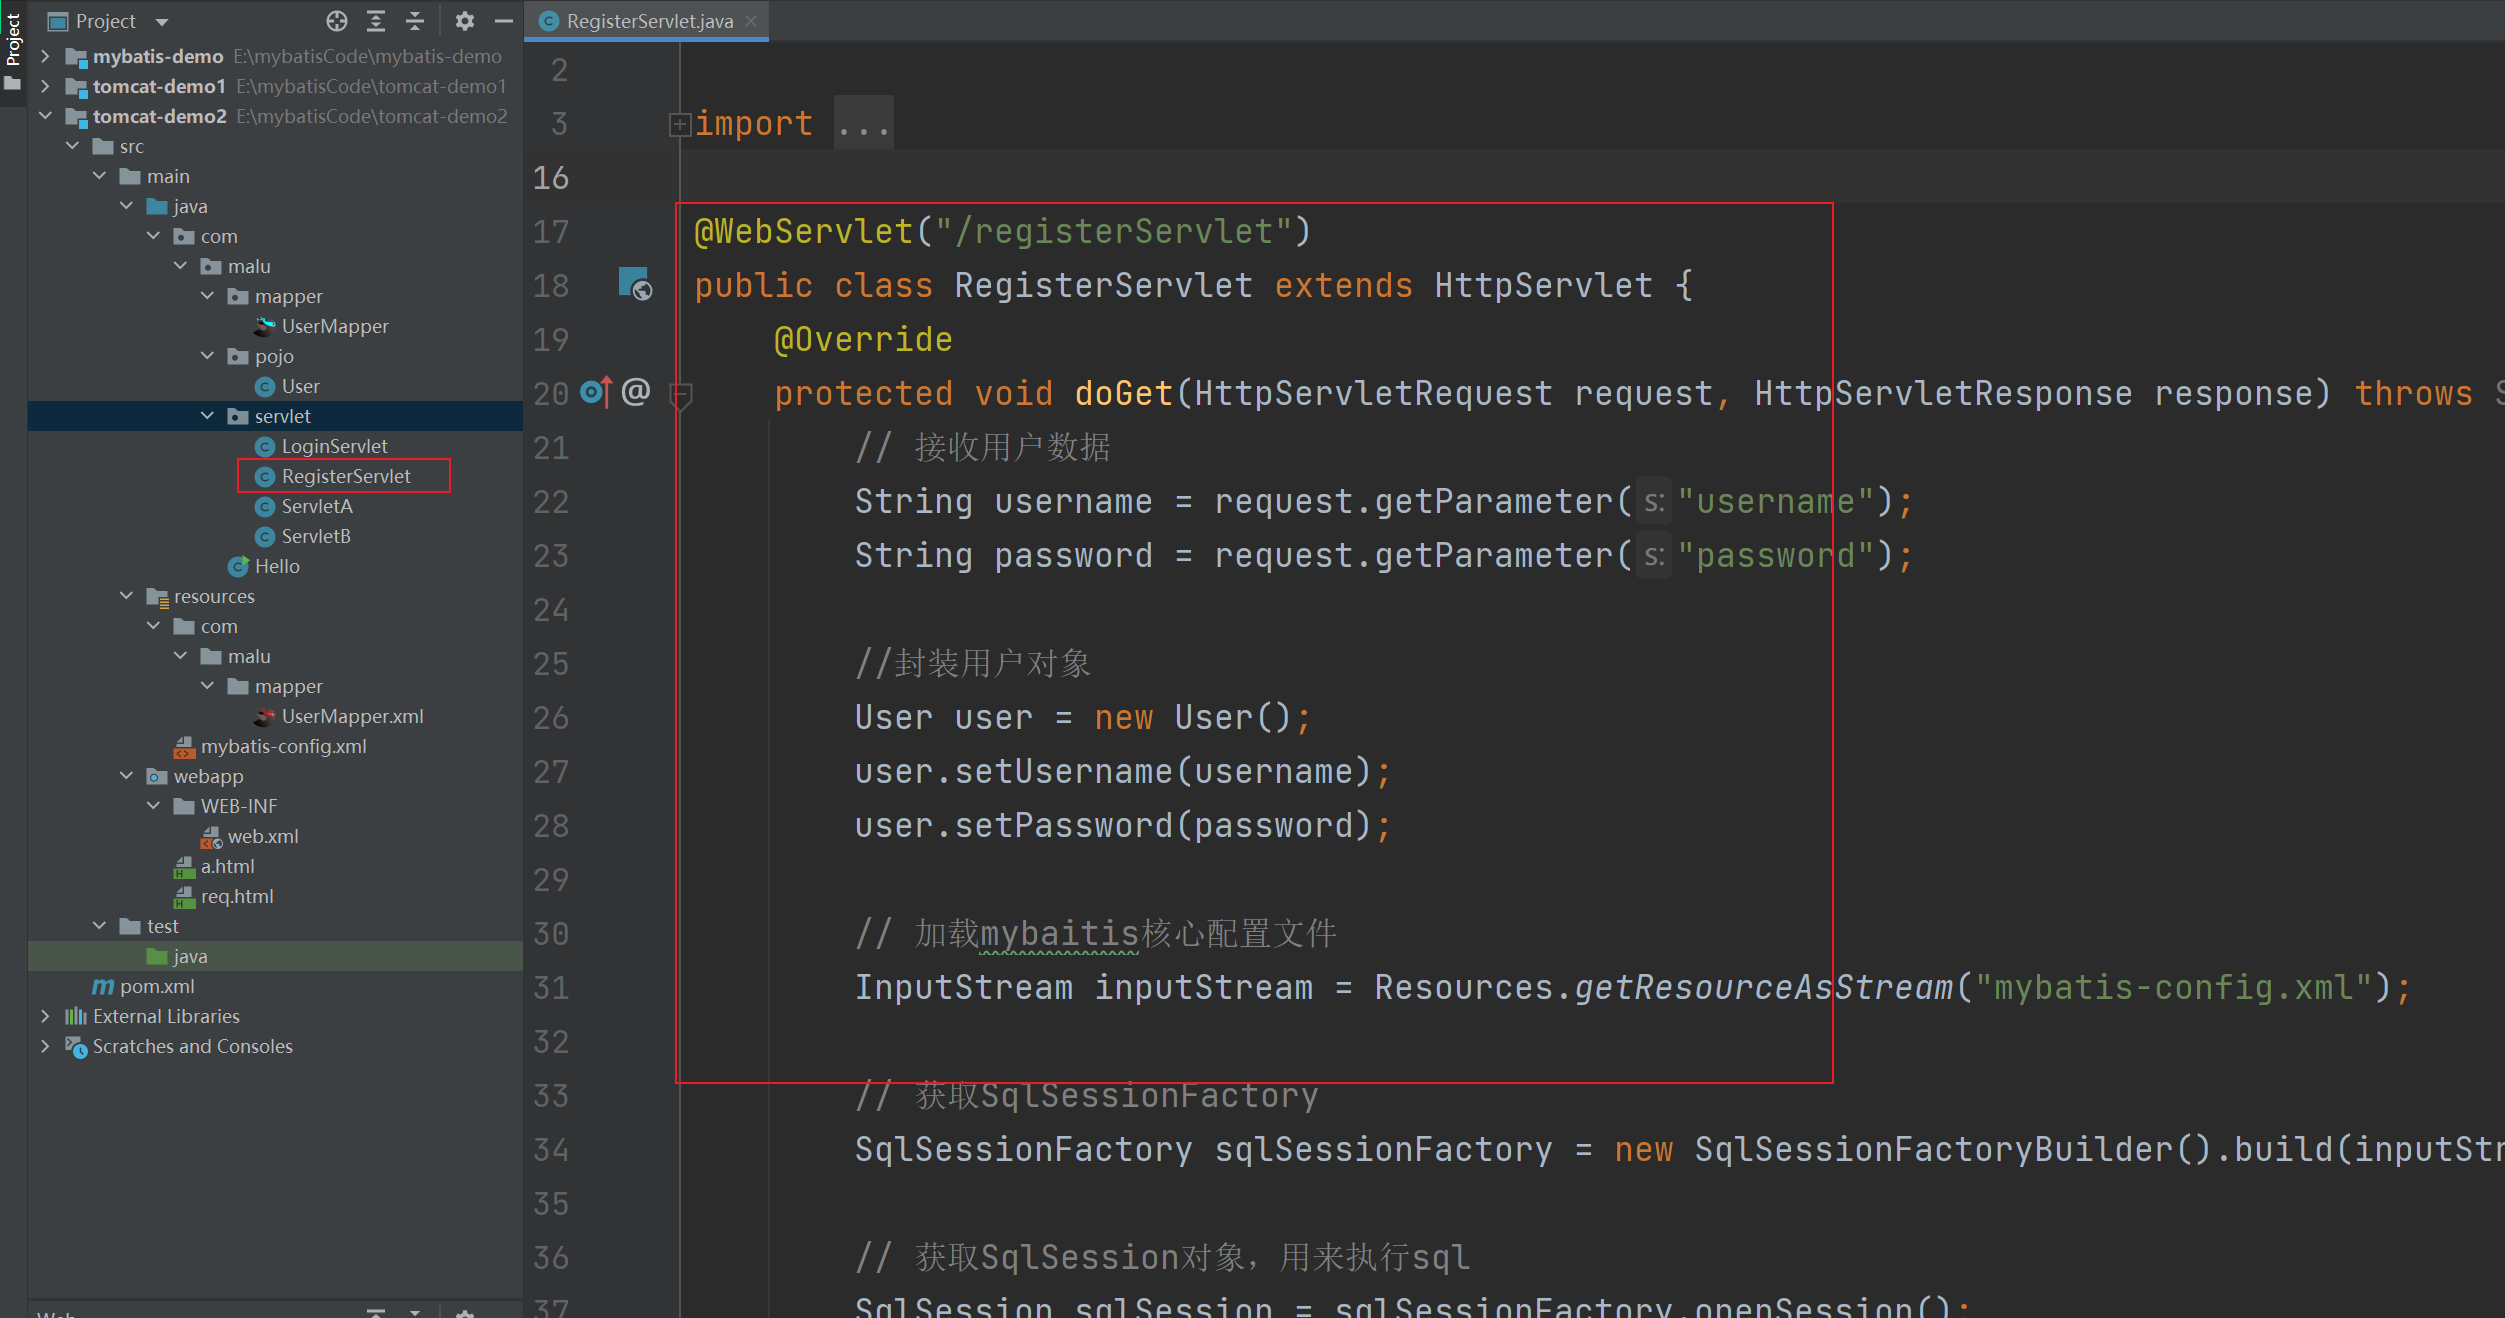 Project
Project
mybatis-demo E:\mybatisCode\mybatis-demo
tomcat-demo1 E:\mybatisCode\tomcat-demo1
tomcat-demo2 E:\mybatisCode\tomcat-demo2
src
main
java
com
malu
mapper
UserMapper
pojo
User
servlet
LoginServlet
RegisterServlet
ServletA
ServletB
Hello
resources
com
malu
mapper
UserMapper.xml
mybatis-config.xml
webapp
WEB-INF
web.xml
a.html
req.html
test
java
pom.xml
External Libraries
Scratches and Consoles
Web
RegisterServlet.java
2
3 import ...
16
17 @WebServlet("/registerServlet")
18 public class RegisterServlet extends HttpServlet {
19 @Override
20 @ protected void doGet(HttpServletRequest request, HttpServletResponse response) throws S
21 // 接收用户数据
22 String username = request.getParameter( s: "username");
23 String password = request.getParameter( s: "password");
24
25 //封装用户对象
26 User user = new User();
27 user.setUsername(username);
28 user.setPassword(password);
29
30 // 加载mybaitis核心配置文件
31 InputStream inputStream = Resources.getResourceAsStream("mybatis-config.xml");
32
33 // 获取SqlSessionFactory
34 SqlSessionFactory sqlSessionFactory = new SqlSessionFactoryBuilder().build(inputStr
35
36 // 获取SqlSession对象，用来执行sql
37 SqlSession sqlSession = sqlSessionFactory.openSession();